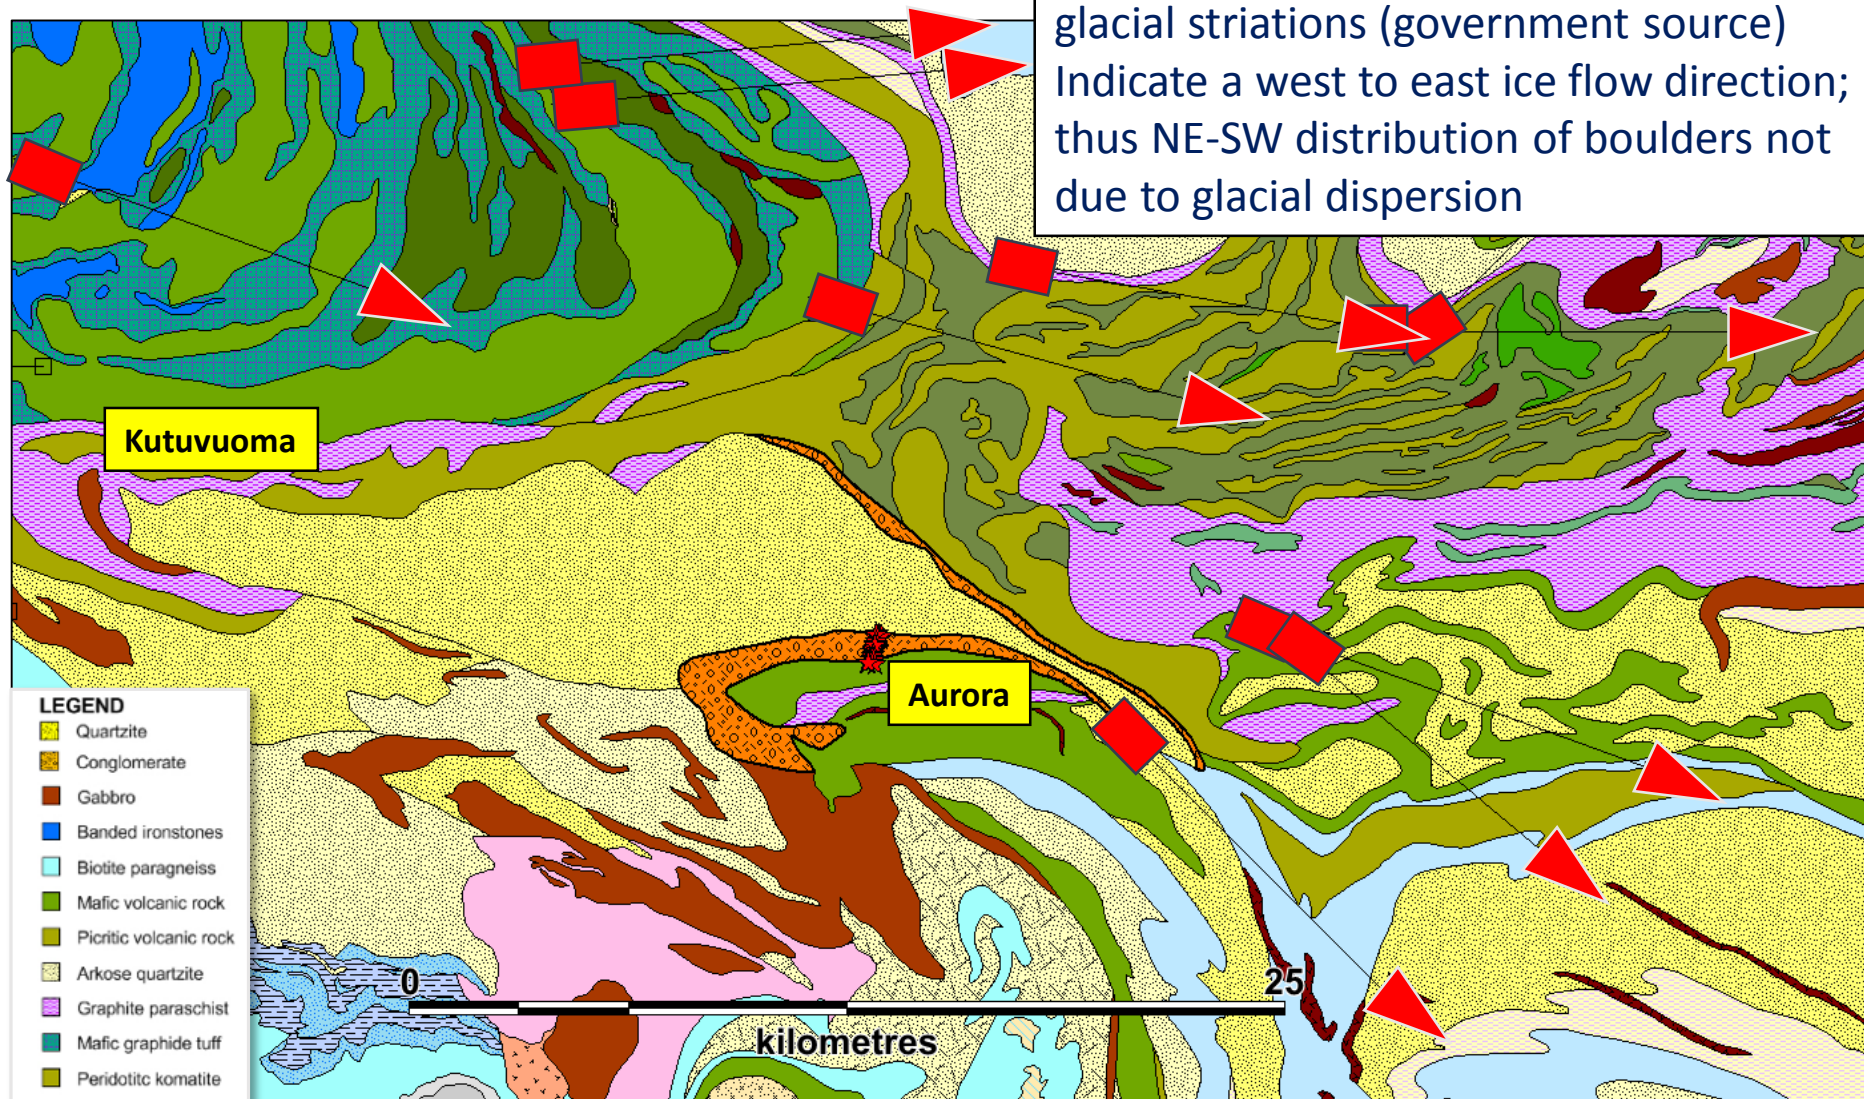 glacial striations (government source)
Indicate a west to east ice flow direction;
thus NE-SW distribution of boulders not
due to glacial dispersion
Kutuvuoma
Aurora
LEGEND
Quartzite
Conglomerate
Gabbro
Banded ironstones
Biotite paragneiss
Mafic volcanic rock
Picritic volcanic rock
Arkose quartzite
Graphite paraschist
Mafic graphide tuff
Peridotitc komatite
0 25
kilometres